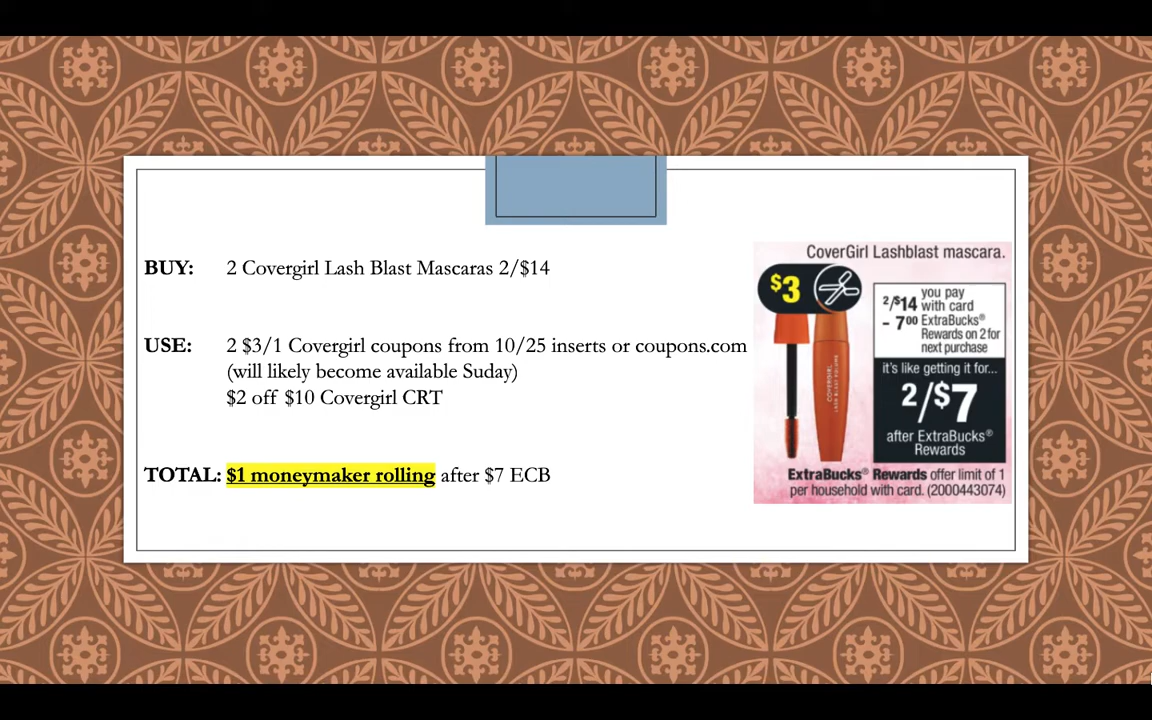 BUY: 2 Covergirl Lash Blast Mascaras 2/$14
USE: 2 $3/1 Covergirl coupons from 10/25 inserts or coupons.com
(will likely become available Suday)
$2 off $10 Covergirl CRT
TOTAL: $1 moneymaker rolling after $7 ECB
CoverGirl Lashblast mascara.
$3
2/$14 you pay
with card
- 7⁰⁰ ExtraBucks®
Rewards on 2 for
next purchase
it's like getting it for...
2/$7
after ExtraBucks®
Rewards
COVERGIRL
ExtraBucks® Rewards offer limit of 1
per household with card. (2000443074)